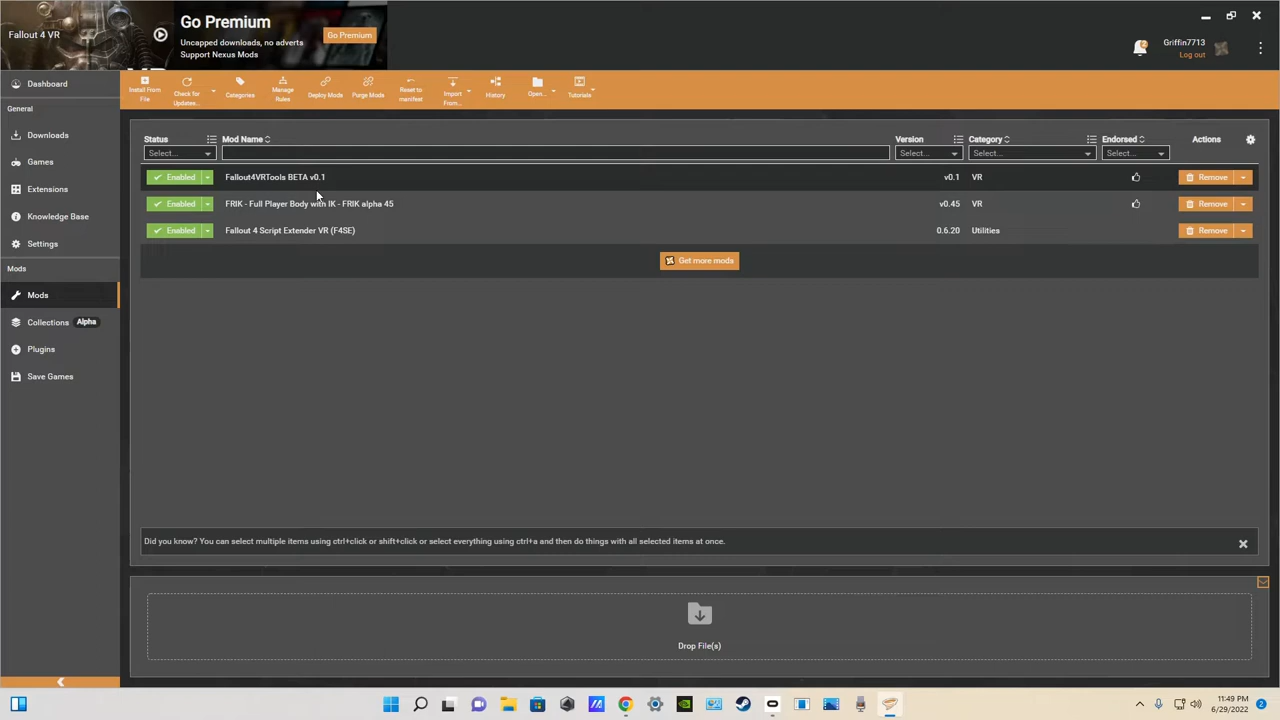 Fallout 4 VR
Go Premium
Uncapped downloads, no adverts
Support Nexus Mods
Go Premium
Griffin7713
Log out
Dashboard
General
Downloads
Games
Extensions
Knowledge Base
Settings
Mods
Mods
Collections Alpha
Plugins
Save Games
Install From
File
Check for
Updates...
Categories
Manage
Rules
Deploy Mods
Purge Mods
Reset to
manifest
Import
From...
History
Open...
Tutorials
Status Mod Name Version Category Endorsed Actions
Select... Select... Select... Select...
Enabled Fallout4VRTools BETA v0.1 v0.1 VR Remove
Enabled FRIK - Full Player Body with IK - FRIK alpha 45 v0.45 VR Remove
Enabled Fallout 4 Script Extender VR (F4SE) 0.6.20 Utilities Remove
Get more mods
Did you know? You can select multiple items using ctrl+click or shift+click or select everything using ctrl+a and then do things with all selected items at once.
Drop File(s)
11:49 PM
6/29/2022